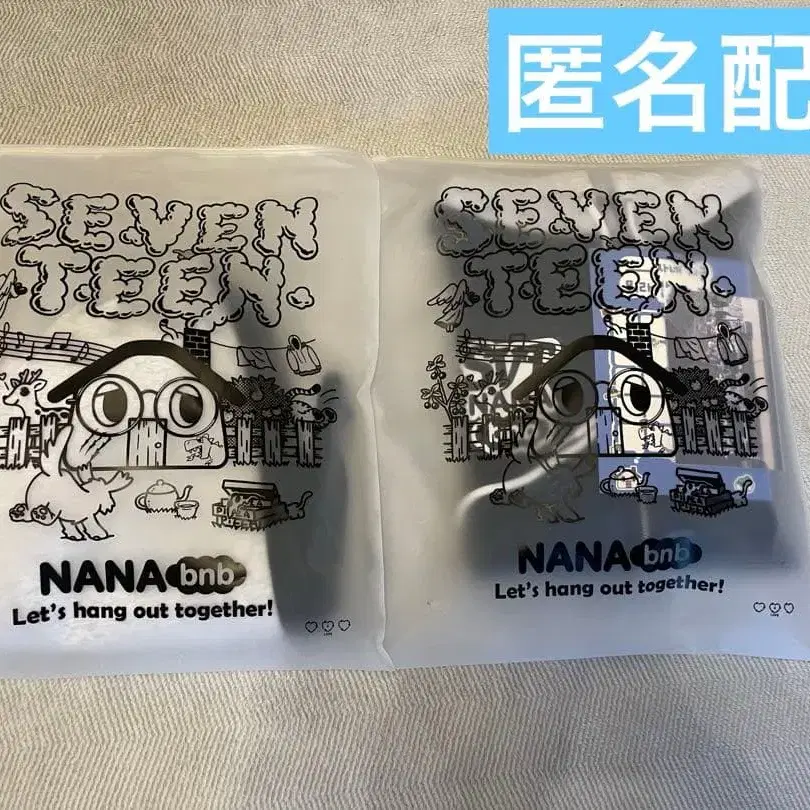 匿名配
SEVEN
TEEN
NANA bnb
Let's hang out together!
SEVEN
TEEN
NANA bnb
Let's hang out together!